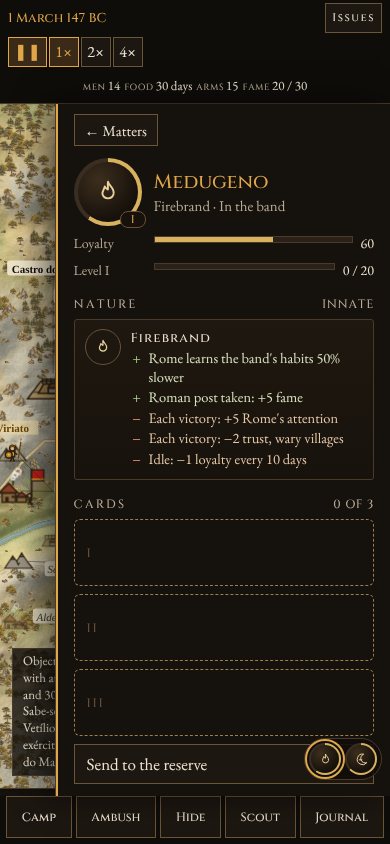 1 March 147 BC
Issues
❚❚ 1× 2× 4×
MEN 14 FOOD 30 days ARMS 15 FAME 20 / 30
← Matters
Medugeno
Firebrand · In the band
I
Loyalty 60
Level I 0 / 20
NATURE INNATE
Firebrand
+ Rome learns the band's habits 50%
slower
+ Roman post taken: +5 fame
– Each victory: +5 Rome's attention
– Each victory: −2 trust, wary villages
– Idle: −1 loyalty every 10 days
CARDS 0 OF 3
I
II
III
Send to the reserve
Castro do
Viriato
Alde
Object
with a
and 30
Sabe-s
Vetílio
exércit
do Ma
Camp Ambush Hide Scout Journal